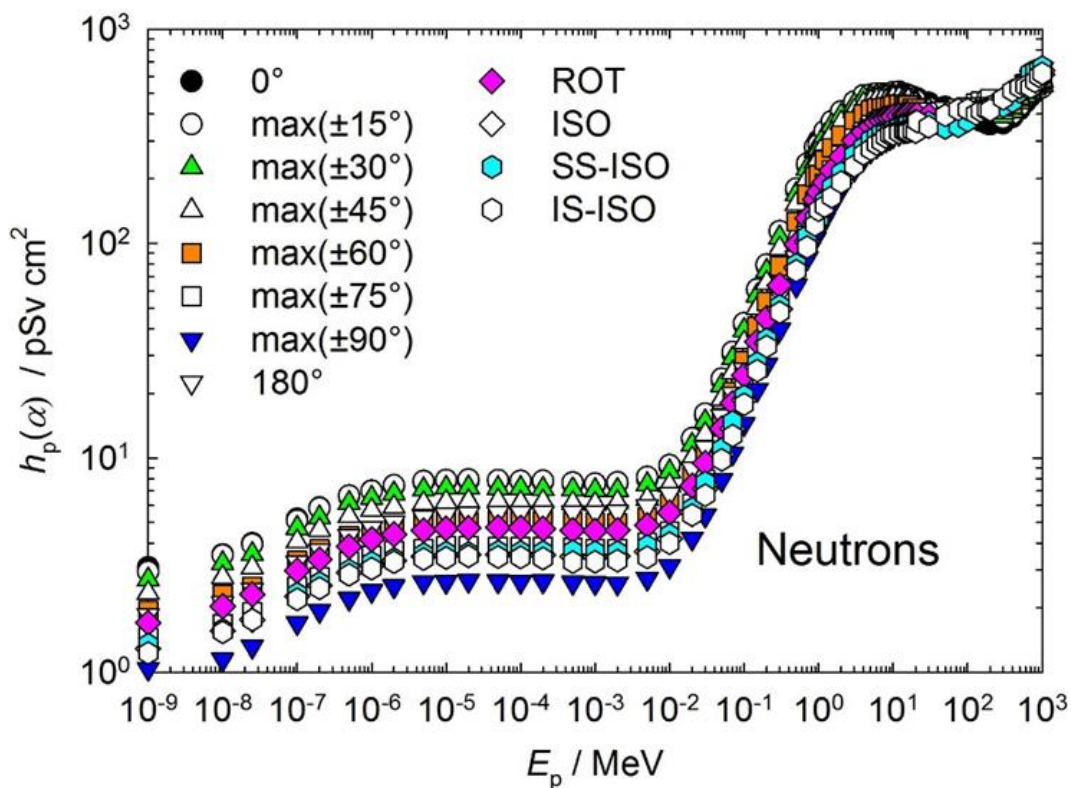 10³
10²
10¹
10⁰
hₚ(α) / pSv cm²
0°
max(±15°)
max(±30°)
max(±45°)
max(±60°)
max(±75°)
max(±90°)
180°
ROT
ISO
SS-ISO
IS-ISO
Neutrons
10⁻⁹ 10⁻⁸ 10⁻⁷ 10⁻⁶ 10⁻⁵ 10⁻⁴ 10⁻³ 10⁻² 10⁻¹ 10⁰ 10¹ 10² 10³
Eₚ / MeV